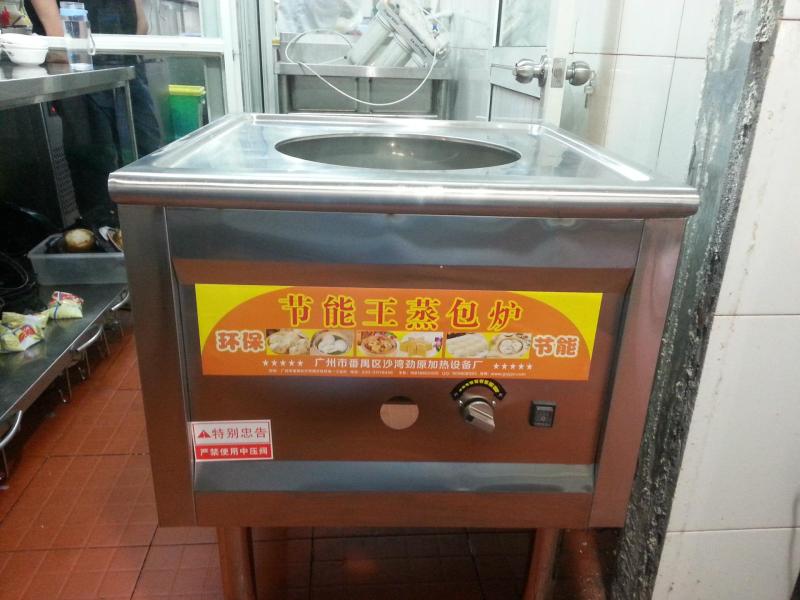 节能王蒸包炉
环保
节能
★★★★★ 广州市番禺区沙湾劲原加热设备厂 ★★★★★
特别忠告
严禁使用中压阀